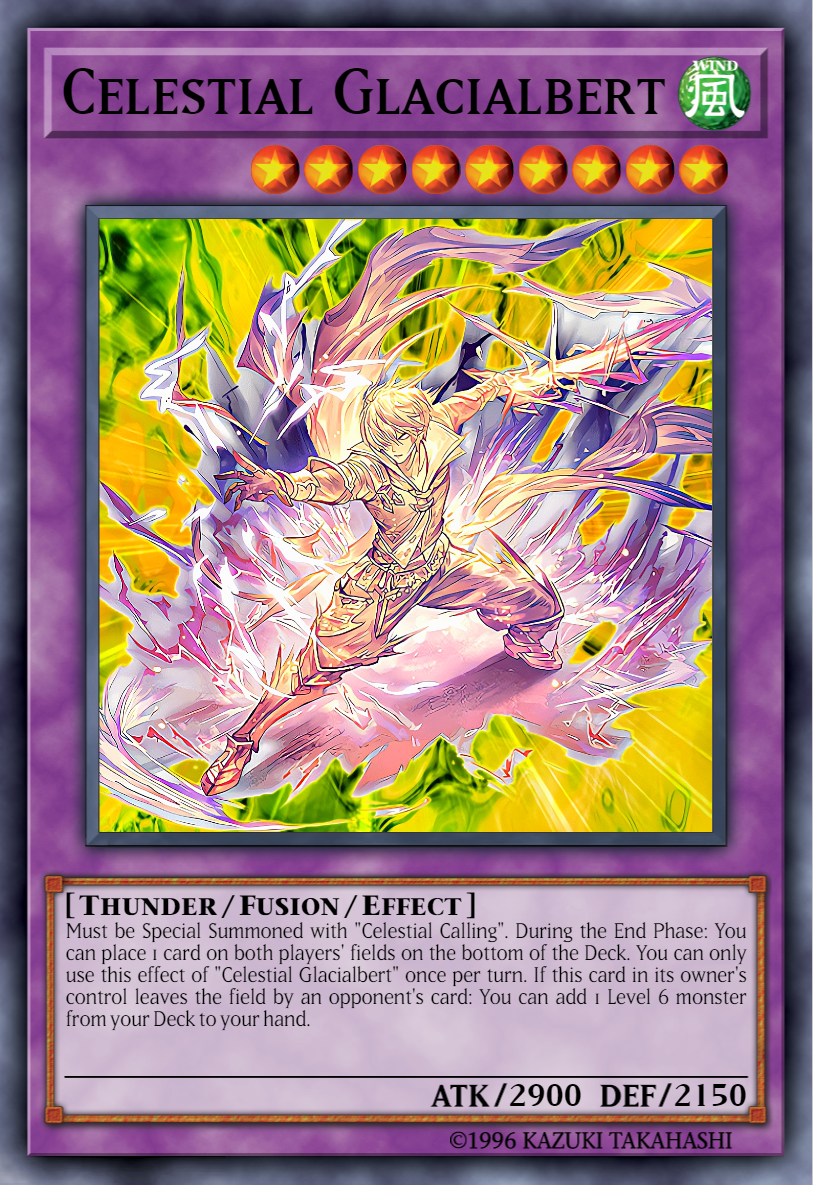 Celestial Glacialbert
WIND
風
[Thunder/Fusion/Effect]
Must be Special Summoned with "Celestial Calling". During the End Phase: You
can place 1 card on both players' fields on the bottom of the Deck. You can only
use this effect of "Celestial Glacialbert" once per turn. If this card in its owner's
control leaves the field by an opponent's card: You can add 1 Level 6 monster
from your Deck to your hand.
ATK/2900 DEF/2150
©1996 KAZUKI TAKAHASHI